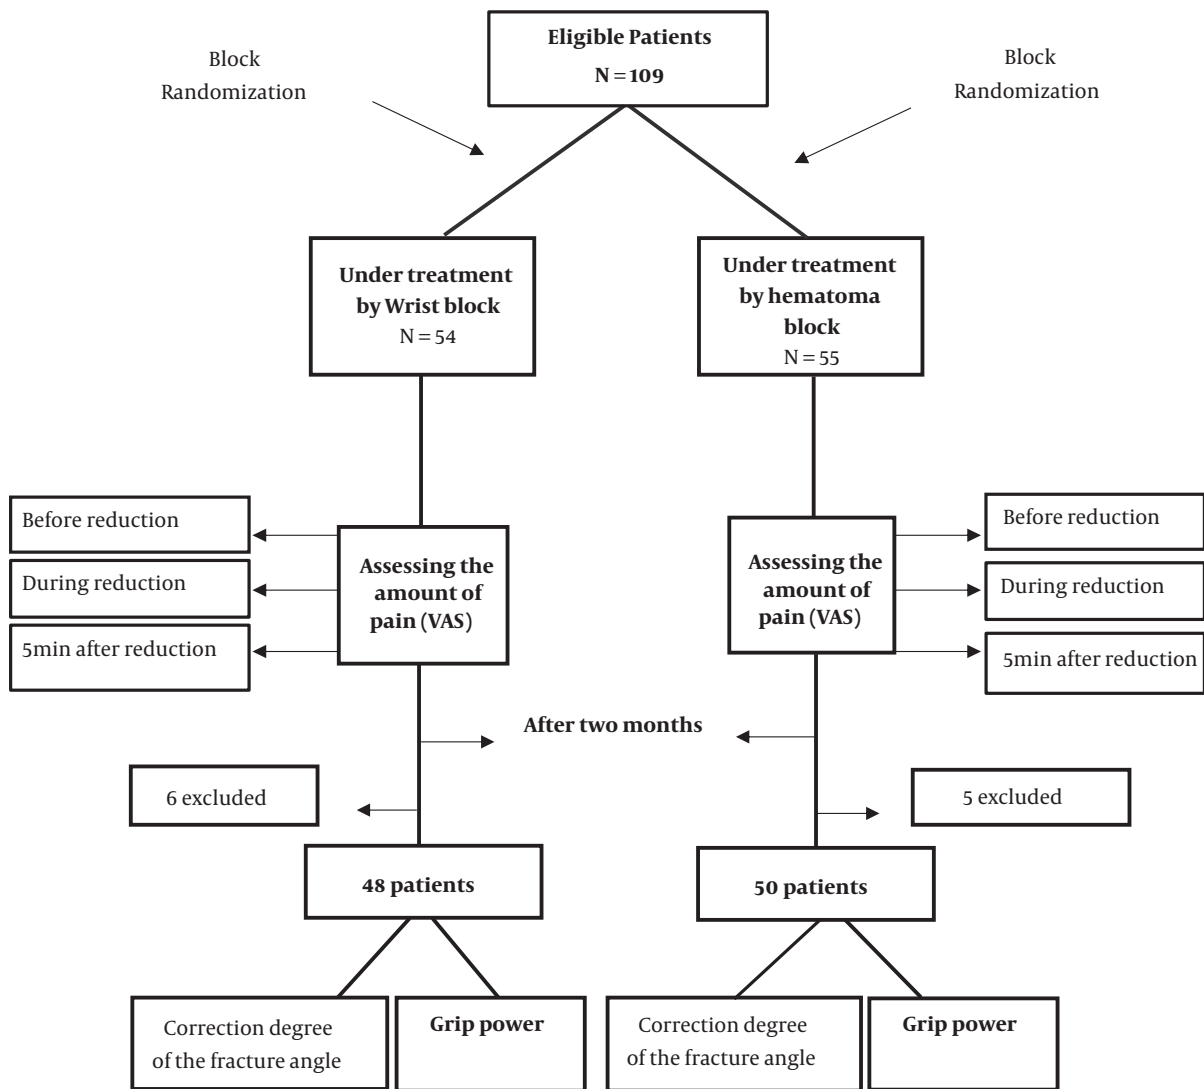 Eligible Patients
N = 109
Block
Randomization
Block
Randomization
Under treatment
by Wrist block
N = 54
Under treatment
by hematoma
block
N = 55
Before reduction
During reduction
5min after reduction
Assessing the
amount of
pain (VAS)
Assessing the
amount of
pain (VAS)
Before reduction
During reduction
5min after reduction
After two months
6 excluded
5 excluded
48 patients
50 patients
Correction degree
of the fracture angle
Grip power
Correction degree
of the fracture angle
Grip power